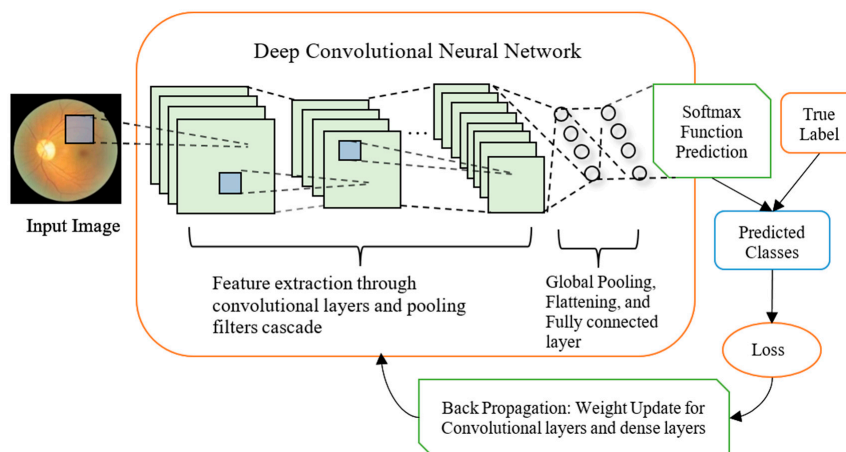 Deep Convolutional Neural Network
Input Image
Softmax
Function
Prediction
True
Label
...
Predicted
Classes
Feature extraction through
convolutional layers and pooling
filters cascade
Global Pooling,
Flattening, and
Fully connected
layer
Loss
Back Propagation: Weight Update for
Convolutional layers and dense layers